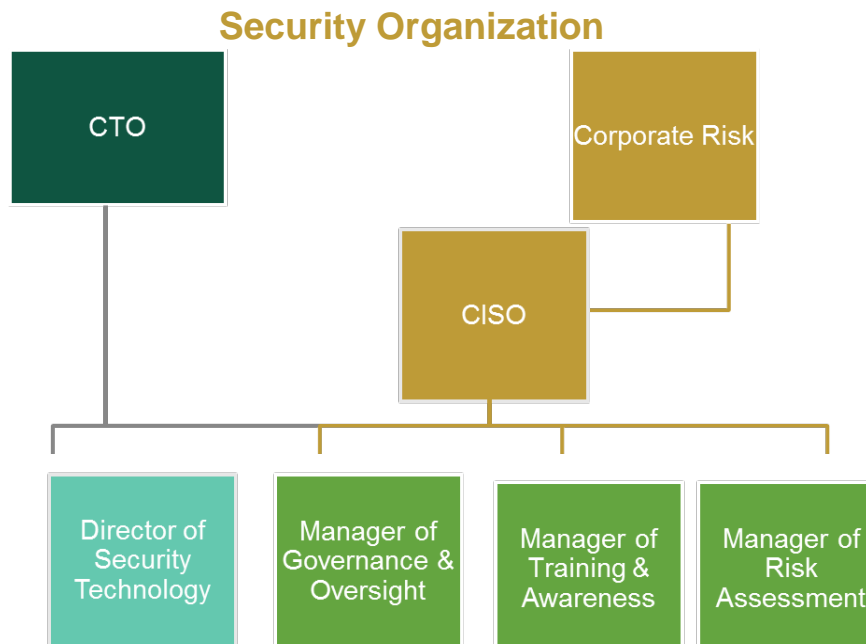 Security Organization
CTO
Corporate Risk
CISO
Director of
Security
Technology
Manager of
Governance &
Oversight
Manager of
Training &
Awareness
Manager of
Risk
Assessment